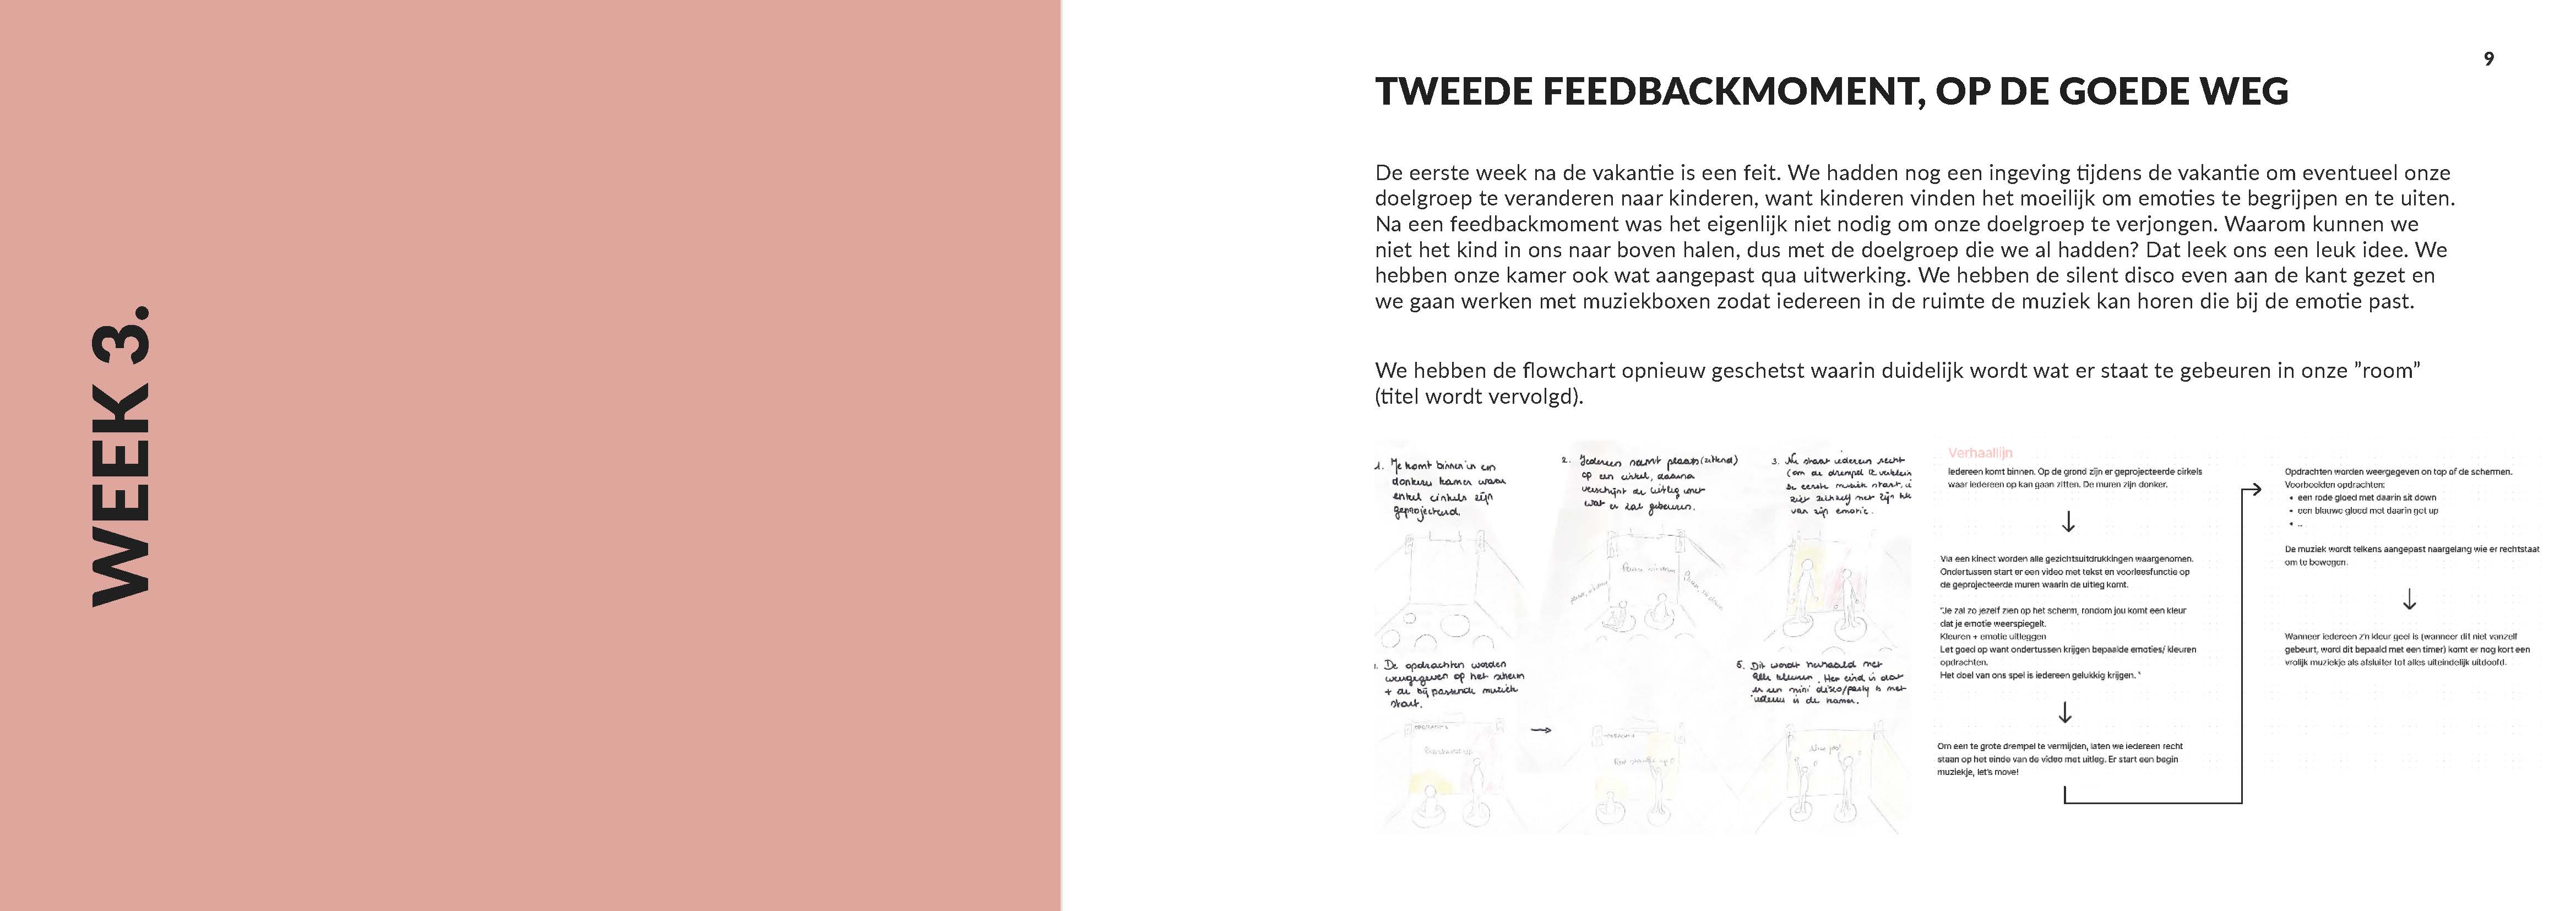 WEEK 3.
9
TWEEDE FEEDBACKMOMENT, OP DE GOEDE WEG
De eerste week na de vakantie is een feit. We hadden nog een ingeving tijdens de vakantie om eventueel onze
doelgroep te veranderen naar kinderen, want kinderen vinden het moeilijk om emoties te begrijpen en te uiten.
Na een feedbackmoment was het eigenlijk niet nodig om onze doelgroep te verjongen. Waarom kunnen we
niet het kind in ons naar boven halen, dus met de doelgroep die we al hadden? Dat leek ons een leuk idee. We
hebben onze kamer ook wat aangepast qua uitwerking. We hebben de silent disco even aan de kant gezet en
we gaan werken met muziekboxen zodat iedereen in de ruimte de muziek kan horen die bij de emotie past.
We hebben de flowchart opnieuw geschetst waarin duidelijk wordt wat er staat te gebeuren in onze ”room”
(titel wordt vervolgd).
1. Je komt binnen in een
donkere kamer waar
enkel cirkels zijn
geprojecteerd.
2. Iedereen neemt plaats (zittend)
op een cirkel, daarna
verschijnt de uitleg over
wat er zal gebeuren.
3. Nu staat iedereen recht
(om de drempel te verkleinen
de eerste muziek start.
ziet zichzelf met zijn
van zijn emotie.
De opdrachten worden
weergegeven op het scherm
+ de bijpassende muziek
start.
5. Dit wordt herhaald met
alle kleuren. Het eind is dat
er een mini disco/party is met
iedereen in de kamer.
Verhaallijn
Iedereen komt binnen. Op de grond zijn er geprojecteerde cirkels
waar iedereen op kan gaan zitten. De muren zijn donker.
Via een kinect worden alle gezichtsuitdrukkingen waargenomen.
Ondertussen start er een video met tekst en voorleesfunctie op
de geprojecteerde muren waarin de uitleg komt.
"Je zal zo jezelf zien op het scherm, rondom jou komt een kleur
dat je emotie weerspiegelt.
Kleuren + emotie uitleggen
Let goed op want ondertussen krijgen bepaalde emoties/ kleuren
opdrachten.
Het doel van ons spel is iedereen gelukkig krijgen. "
Om een te grote drempel te vermijden, laten we iedereen recht
staan op het einde van de video met uitleg. Er start een begin
muziekje, let's move!
Opdrachten worden weergegeven on top of de schermen.
Voorbeelden opdrachten:
• een rode gloed met daarin sit down
• een blauwe gloed met daarin get up
• ..
De muziek wordt telkens aangepast naargelang wie er rechtstaat
om te bewegen.
Wanneer iedereen z'n kleur geel is (wanneer dit niet vanzelf
gebeurt, word dit bepaald met een timer) komt er nog kort een
vrolijk muziekje als afsluiter tot alles uiteindelijk uitdoofd.